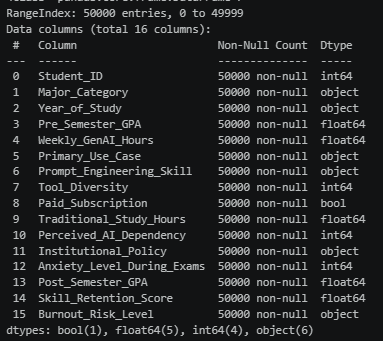 RangeIndex: 50000 entries, 0 to 49999
Data columns (total 16 columns):
 #   Column                       Non-Null Count  Dtype
---  ------                       --------------  -----
 0   Student_ID                   50000 non-null  int64
 1   Major_Category               50000 non-null  object
 2   Year_of_Study                50000 non-null  object
 3   Pre_Semester_GPA             50000 non-null  float64
 4   Weekly_GenAI_Hours           50000 non-null  float64
 5   Primary_Use_Case             50000 non-null  object
 6   Prompt_Engineering_Skill     50000 non-null  object
 7   Tool_Diversity               50000 non-null  int64
 8   Paid_Subscription            50000 non-null  bool
 9   Traditional_Study_Hours      50000 non-null  float64
 10  Perceived_AI_Dependency      50000 non-null  int64
 11  Institutional_Policy         50000 non-null  object
 12  Anxiety_Level_During_Exams   50000 non-null  int64
 13  Post_Semester_GPA            50000 non-null  float64
 14  Skill_Retention_Score        50000 non-null  float64
 15  Burnout_Risk_Level           50000 non-null  object
dtypes: bool(1), float64(5), int64(4), object(6)